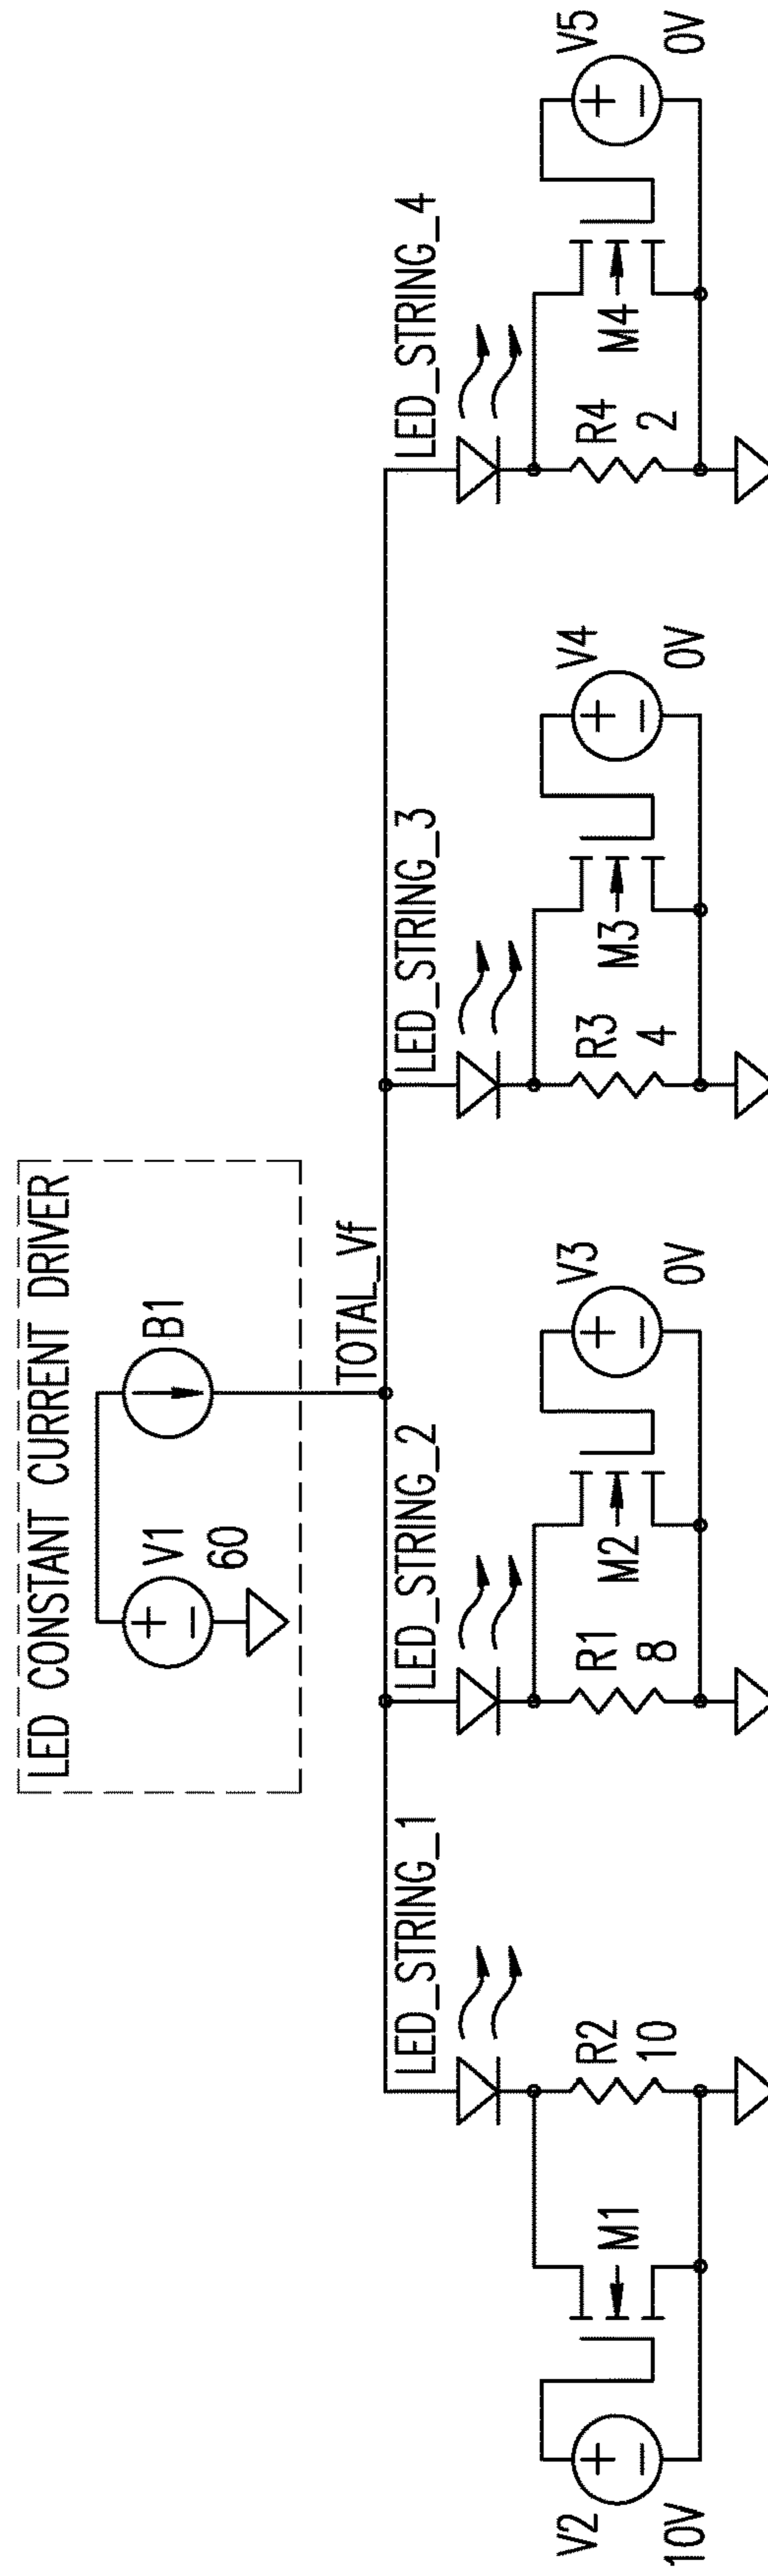 LED CONSTANT CURRENT DRIVER
V1
60
B1
TOTAL_Vf
LED_STRING_1
LED_STRING_2
LED_STRING_3
LED_STRING_4
V2
10V
+
−
M1
R2
10
R1
8
M2
V3
0V
+
−
R3
4
M3
V4
0V
+
−
R4
2
M4
V5
0V
+
−
+
−